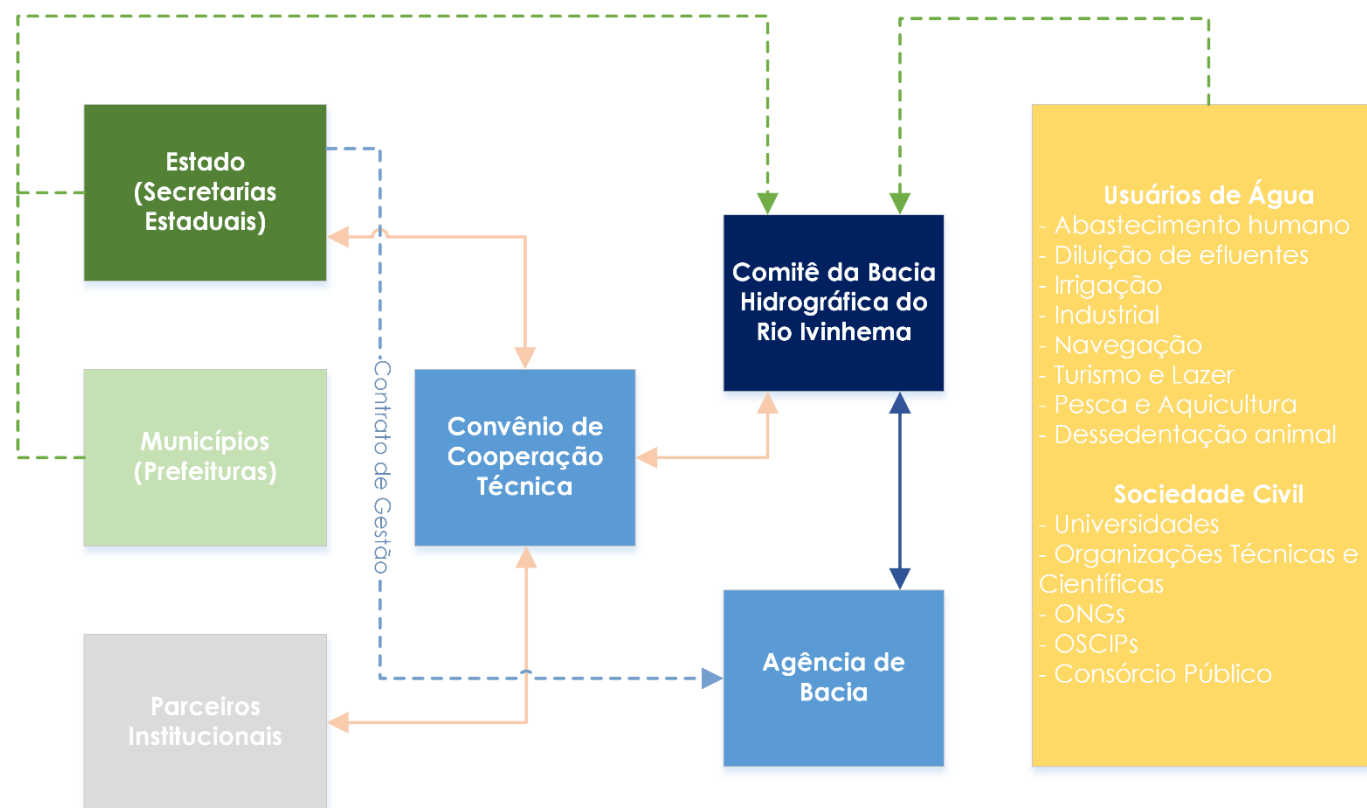 Estado
(Secretarias
Estaduais)
Municípios
(Prefeituras)
Parceiros
Institucionais
Contrato de Gestão
Convênio de
Cooperação
Técnica
Comitê da Bacia
Hidrográfica do
Rio Ivinhema
Agência de
Bacia
Usuários de Água
- Abastecimento humano
- Diluição de efluentes
- Irrigação
- Industrial
- Navegação
- Turismo e Lazer
- Pesca e Aquicultura
- Dessedentação animal
Sociedade Civil
- Universidades
- Organizações Técnicas e
Científicas
- ONGs
- OSCIPs
- Consórcio Público